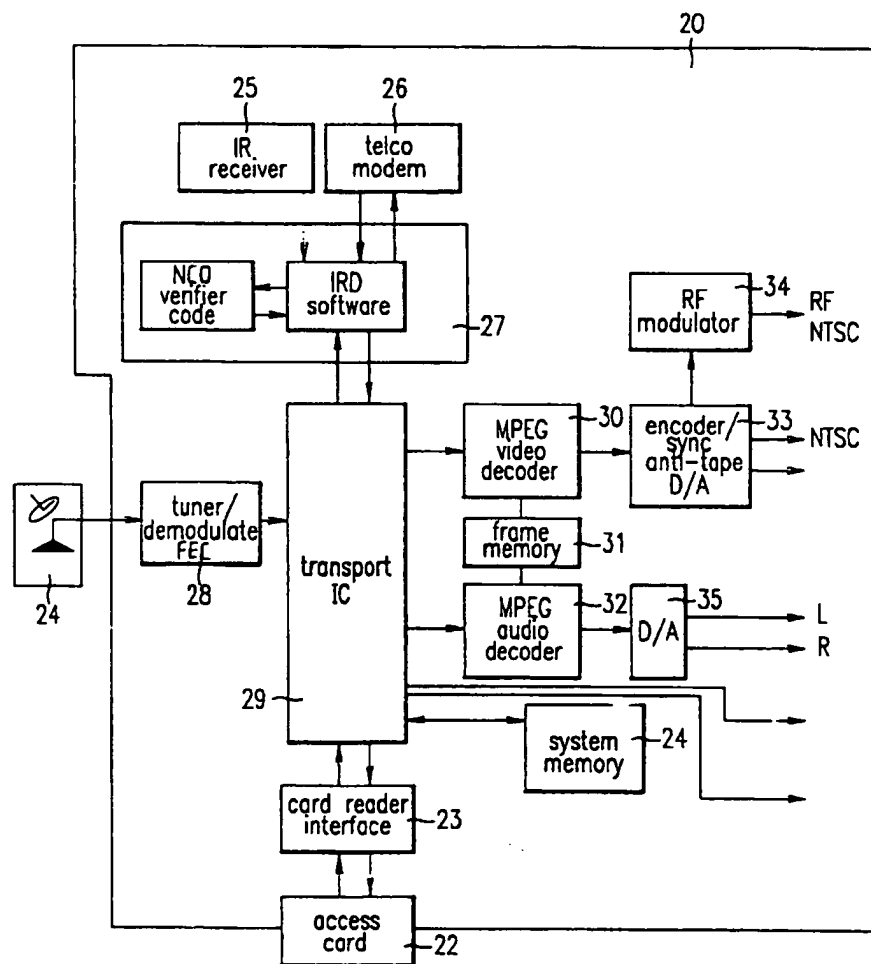 20
25
26
IR
receiver
telco
modem
NCO
verifier
code
IRD
software
27
RF
modulator
34
RF
NTSC
30
MPEG
video
decoder
encoder/
sync
anti-tape
D/A
33
NTSC
24
tuner/
demodulate
FEC
28
transport
IC
29
frame
memory
31
MPEG
audio
decoder
32
35
D/A
L
R
system
memory
24
card reader
interface
23
access
card
22